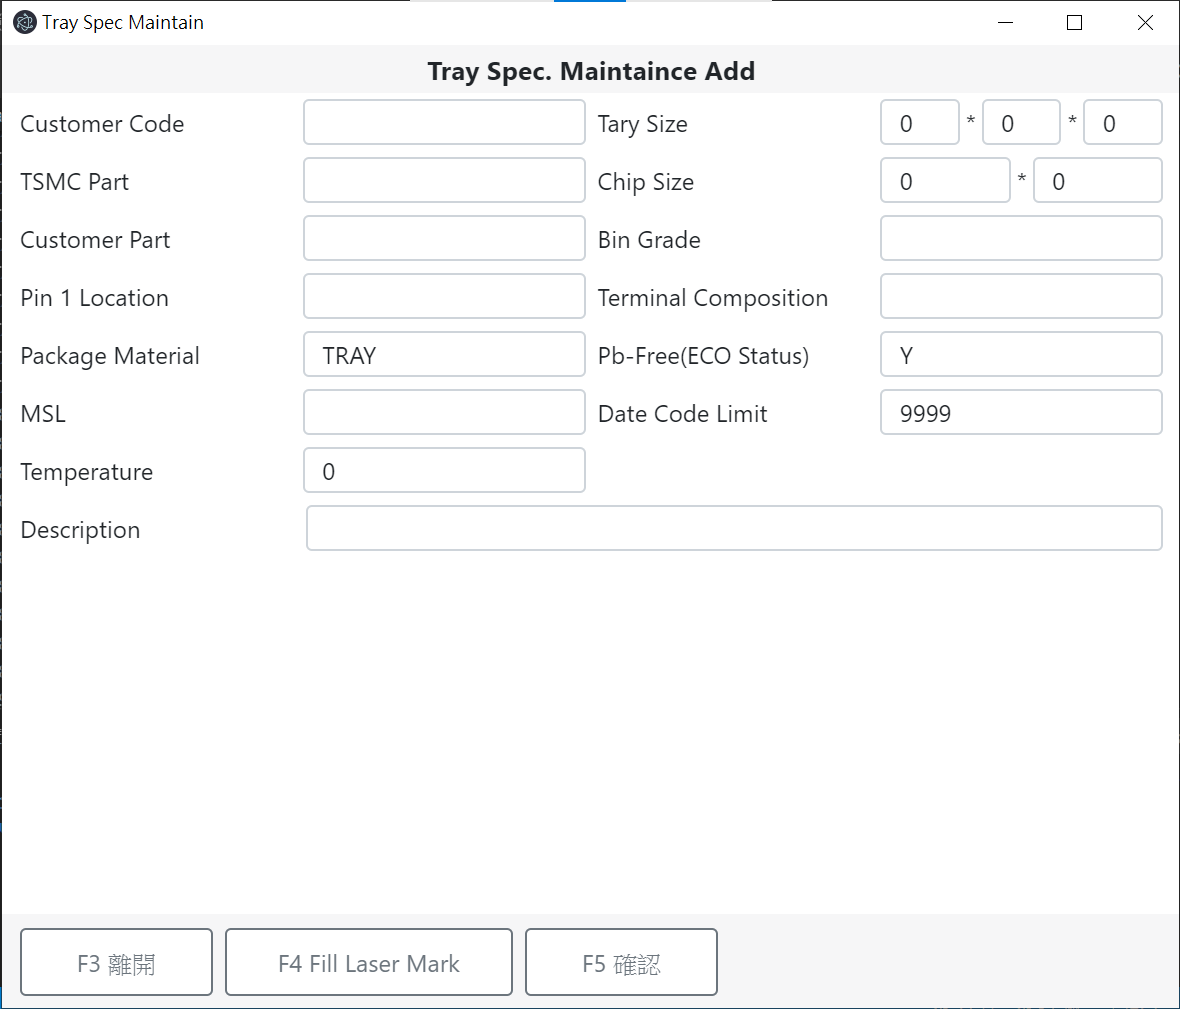 Tray Spec Maintain
Tray Spec. Maintaince Add
Customer Code Tary Size 0 * 0 * 0
TSMC Part Chip Size 0 * 0
Customer Part Bin Grade
Pin 1 Location Terminal Composition
Package Material TRAY Pb-Free(ECO Status) Y
MSL Date Code Limit 9999
Temperature 0
Description
F3 離開 F4 Fill Laser Mark F5 確認